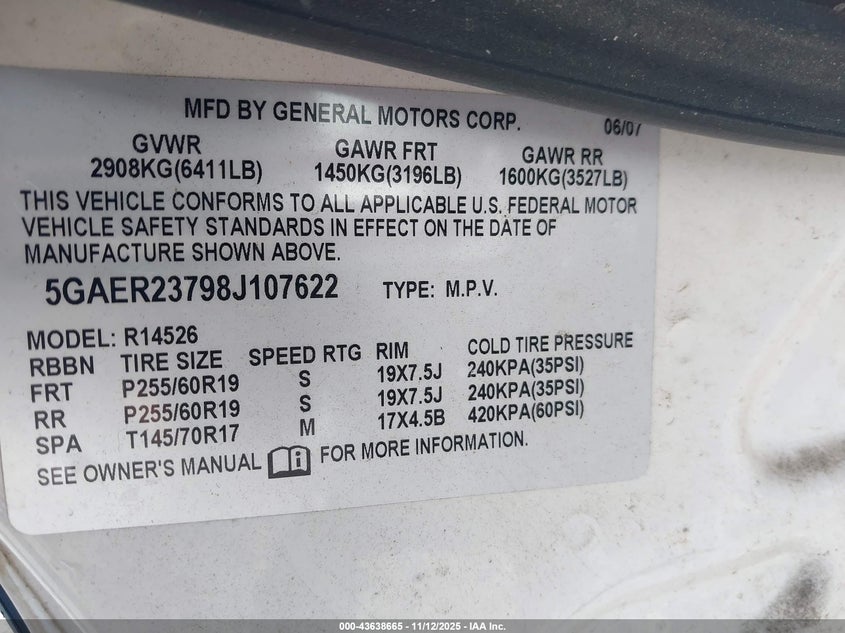 MFD BY GENERAL MOTORS CORP. 06/07
GVWR GAWR FRT GAWR RR
2908KG(6411LB) 1450KG(3196LB) 1600KG(3527LB)
THIS VEHICLE CONFORMS TO ALL APPLICABLE U.S. FEDERAL MOTOR
VEHICLE SAFETY STANDARDS IN EFFECT ON THE DATE OF
MANUFACTURE SHOWN ABOVE.
5GAER23798J107622 TYPE: M.P.V.
MODEL: R14526
RBBN TIRE SIZE SPEED RTG RIM COLD TIRE PRESSURE
FRT P255/60R19 S 19X7.5J 240KPA(35PSI)
RR P255/60R19 S 19X7.5J 240KPA(35PSI)
SPA T145/70R17 M 17X4.5B 420KPA(60PSI)
SEE OWNER'S MANUAL FOR MORE INFORMATION.
000-43638665 - 11/12/2025 - IAA Inc.